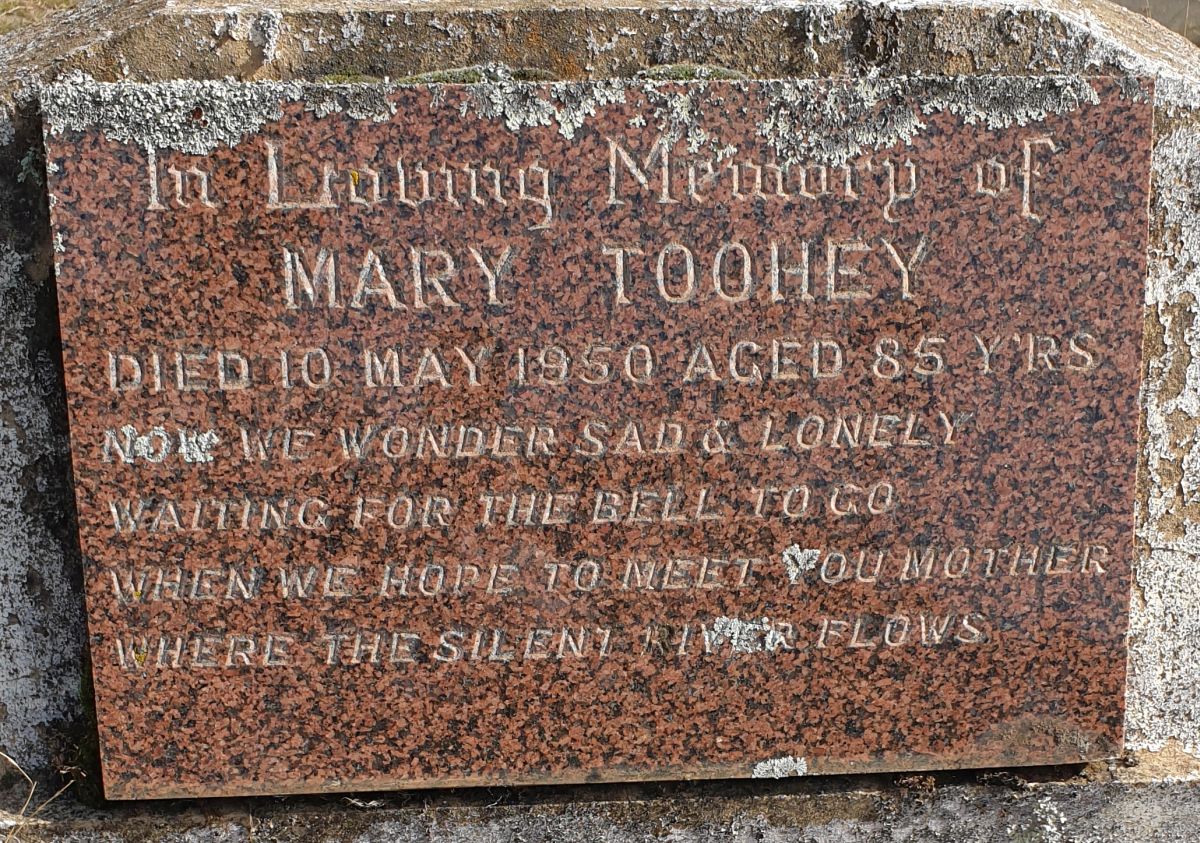 In Loving Memory of
MARY TOOHEY
DIED 10 MAY 1950 AGED 85 Y'RS
NOW WE WONDER SAD & LONELY
WAITING FOR THE BELL TO GO
WHEN WE HOPE TO MEET YOU MOTHER
WHERE THE SILENT RIVER FLOWS